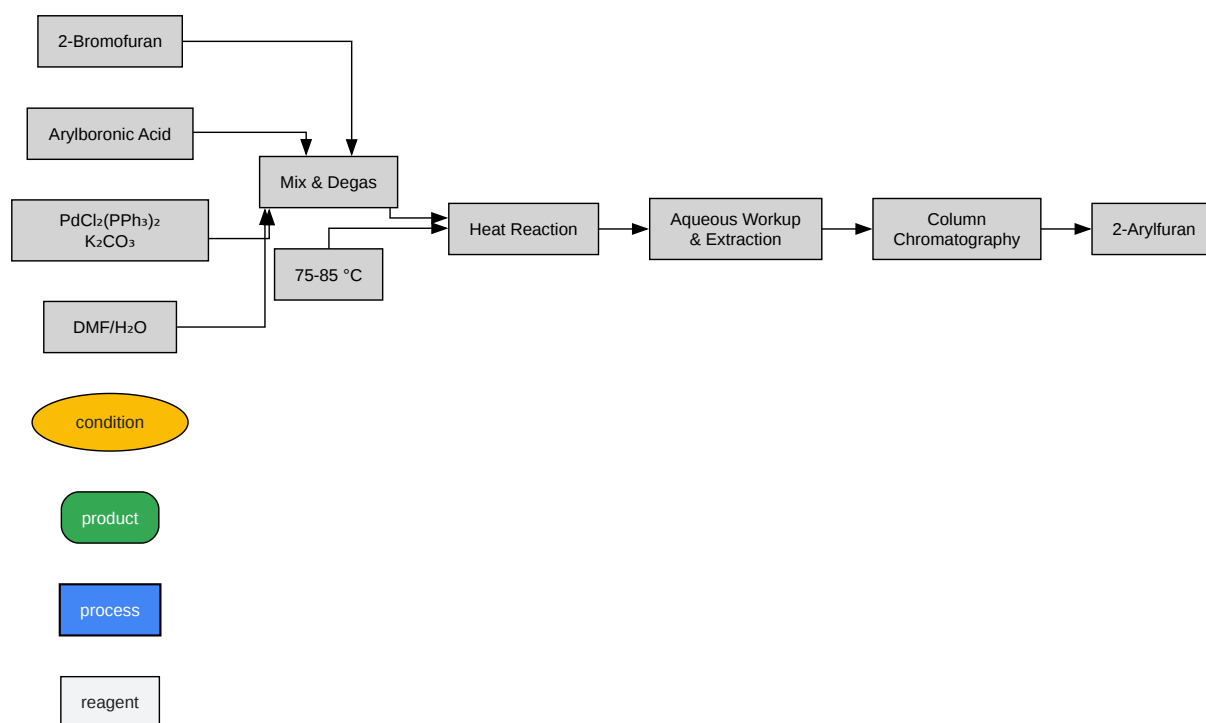 2-Bromofuran
Arylboronic Acid
Mix & Degas
PdCl₂(PPh₃)₂
K₂CO₃
DMF/H₂O
75-85 °C
Heat Reaction
Aqueous Workup
& Extraction
Column
Chromatography
2-Arylfuran
condition
product
process
reagent